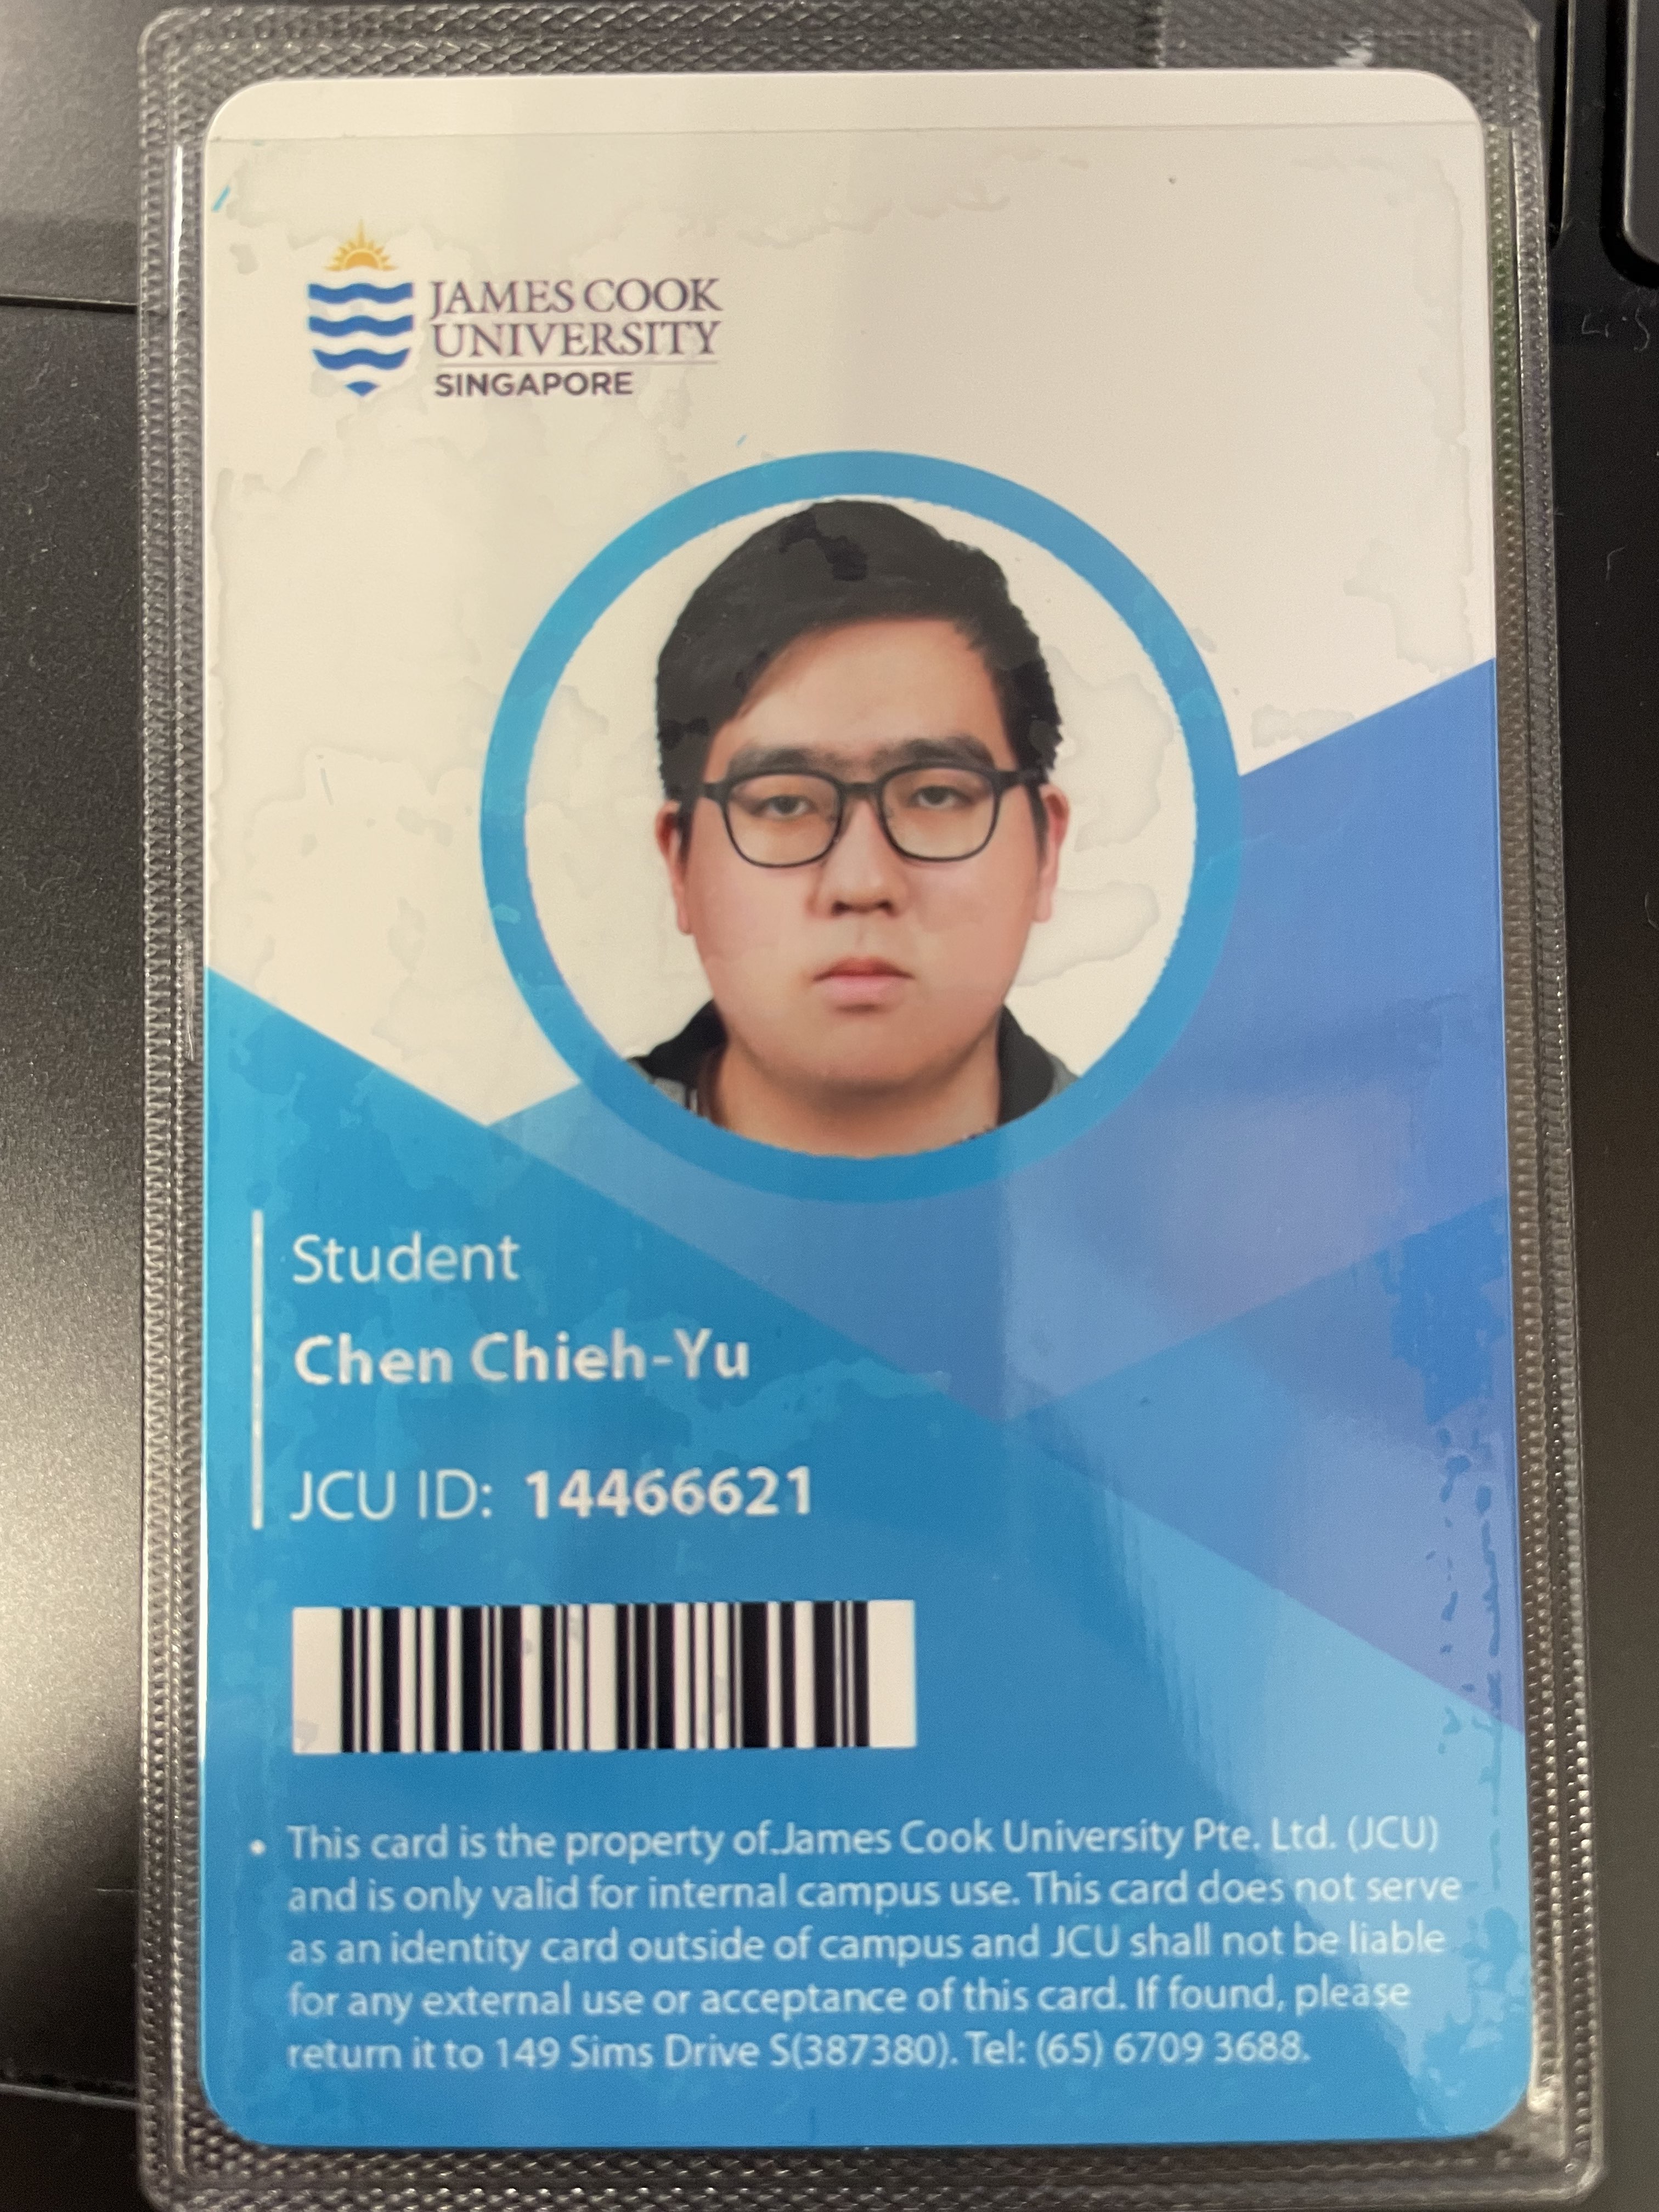 JAMES COOK
UNIVERSITY
SINGAPORE
Student
Chen Chieh-Yu
JCU ID: 14466621
• This card is the property of James Cook University Pte. Ltd. (JCU)
and is only valid for internal campus use. This card does not serve
as an identity card outside of campus and JCU shall not be liable
for any external use or acceptance of this card. If found, please
return it to 149 Sims Drive S(387380). Tel: (65) 6709 3688.